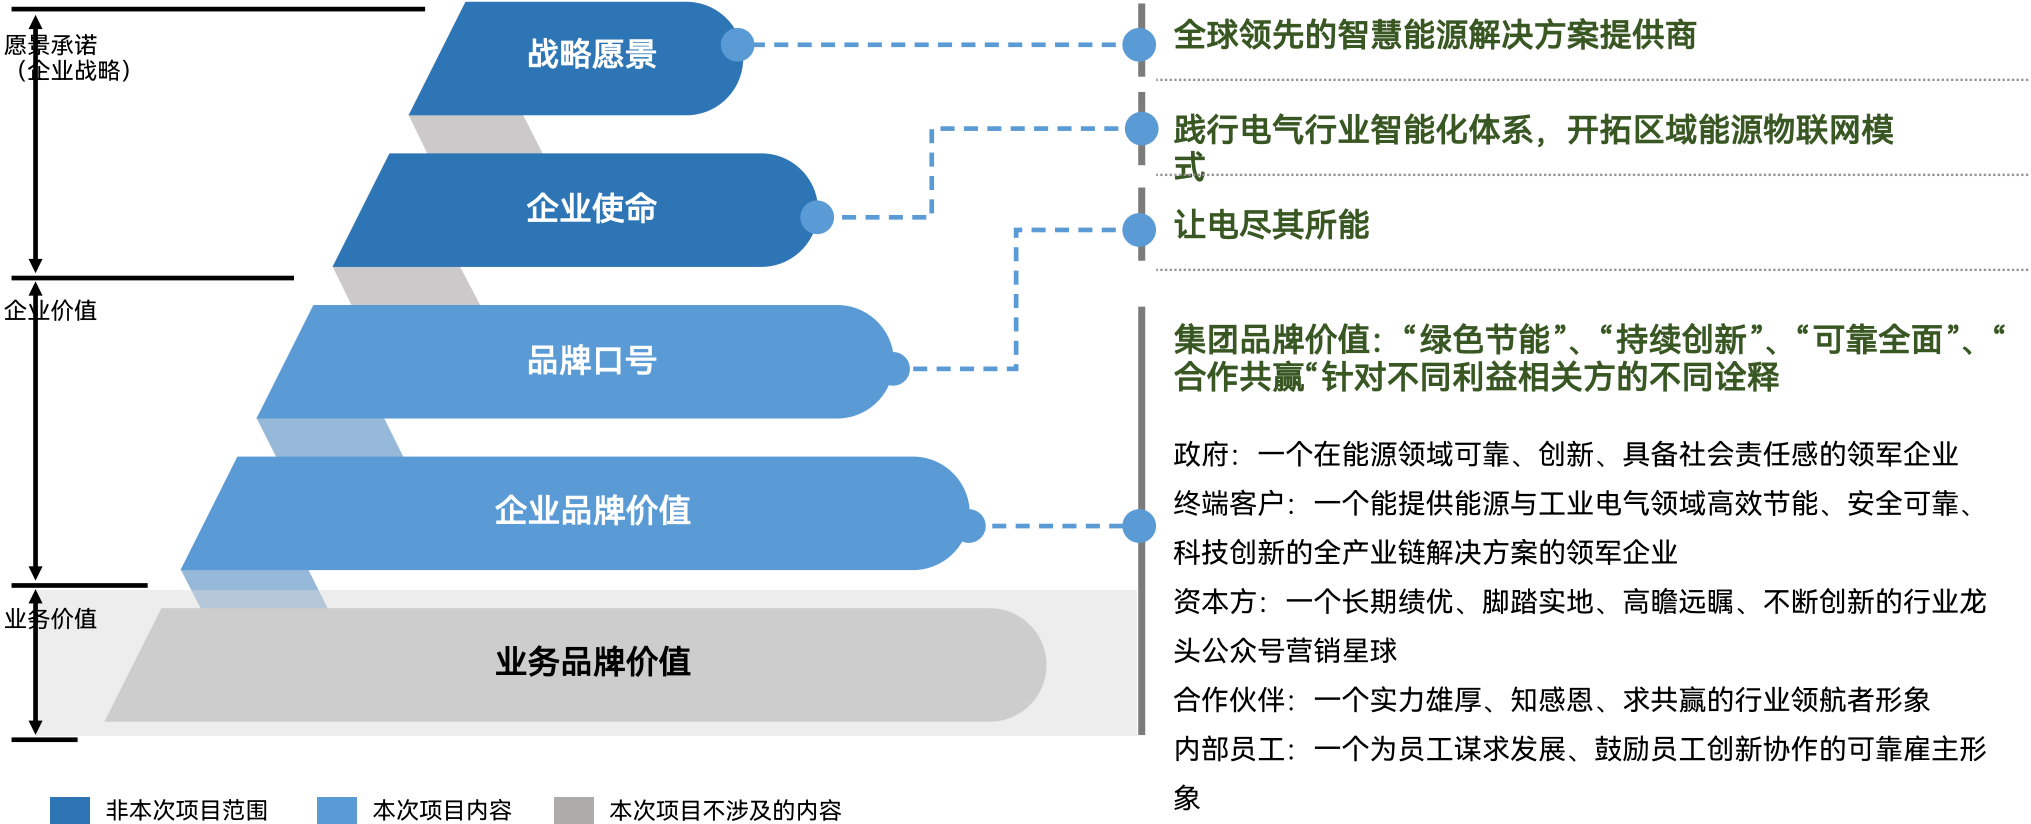 愿景承诺
（企业战略）
战略愿景
全球领先的智慧能源解决方案提供商
企业使命
践行电气行业智能化体系，开拓区域能源物联网模
式
让电尽其所能
企业价值
品牌口号
集团品牌价值：“绿色节能”、“持续创新”、“可靠全面”、“
合作共赢“针对不同利益相关方的不同诠释
企业品牌价值
政府：一个在能源领域可靠、创新、具备社会责任感的领军企业
终端客户：一个能提供能源与工业电气领域高效节能、安全可靠、
科技创新的全产业链解决方案的领军企业
业务价值
业务品牌价值
资本方：一个长期绩优、脚踏实地、高瞻远瞩、不断创新的行业龙
头公众号营销星球
合作伙伴：一个实力雄厚、知感恩、求共赢的行业领航者形象
内部员工：一个为员工谋求发展、鼓励员工创新协作的可靠雇主形
象
非本次项目范围
本次项目内容
本次项目不涉及的内容